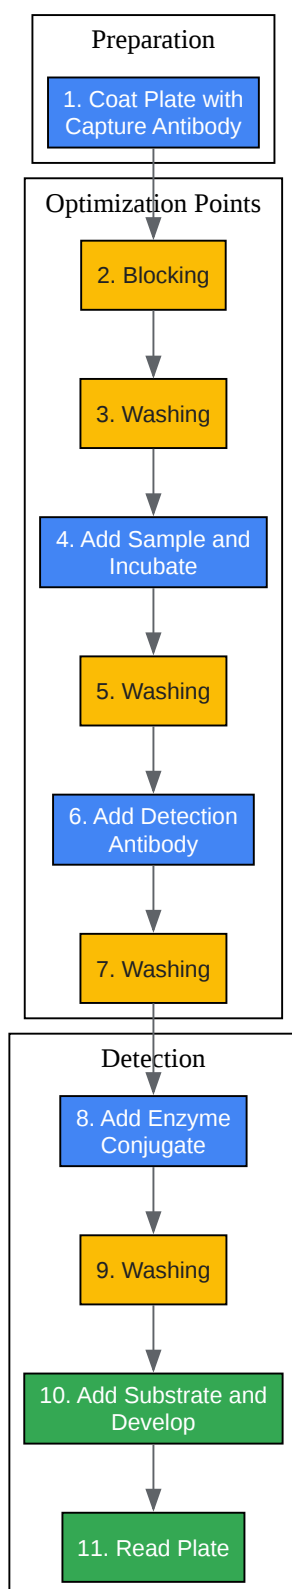 Preparation
1. Coat Plate with
Capture Antibody
Optimization Points
2. Blocking
3. Washing
4. Add Sample and
Incubate
5. Washing
6. Add Detection
Antibody
7. Washing
Detection
8. Add Enzyme
Conjugate
9. Washing
10. Add Substrate and
Develop
11. Read Plate